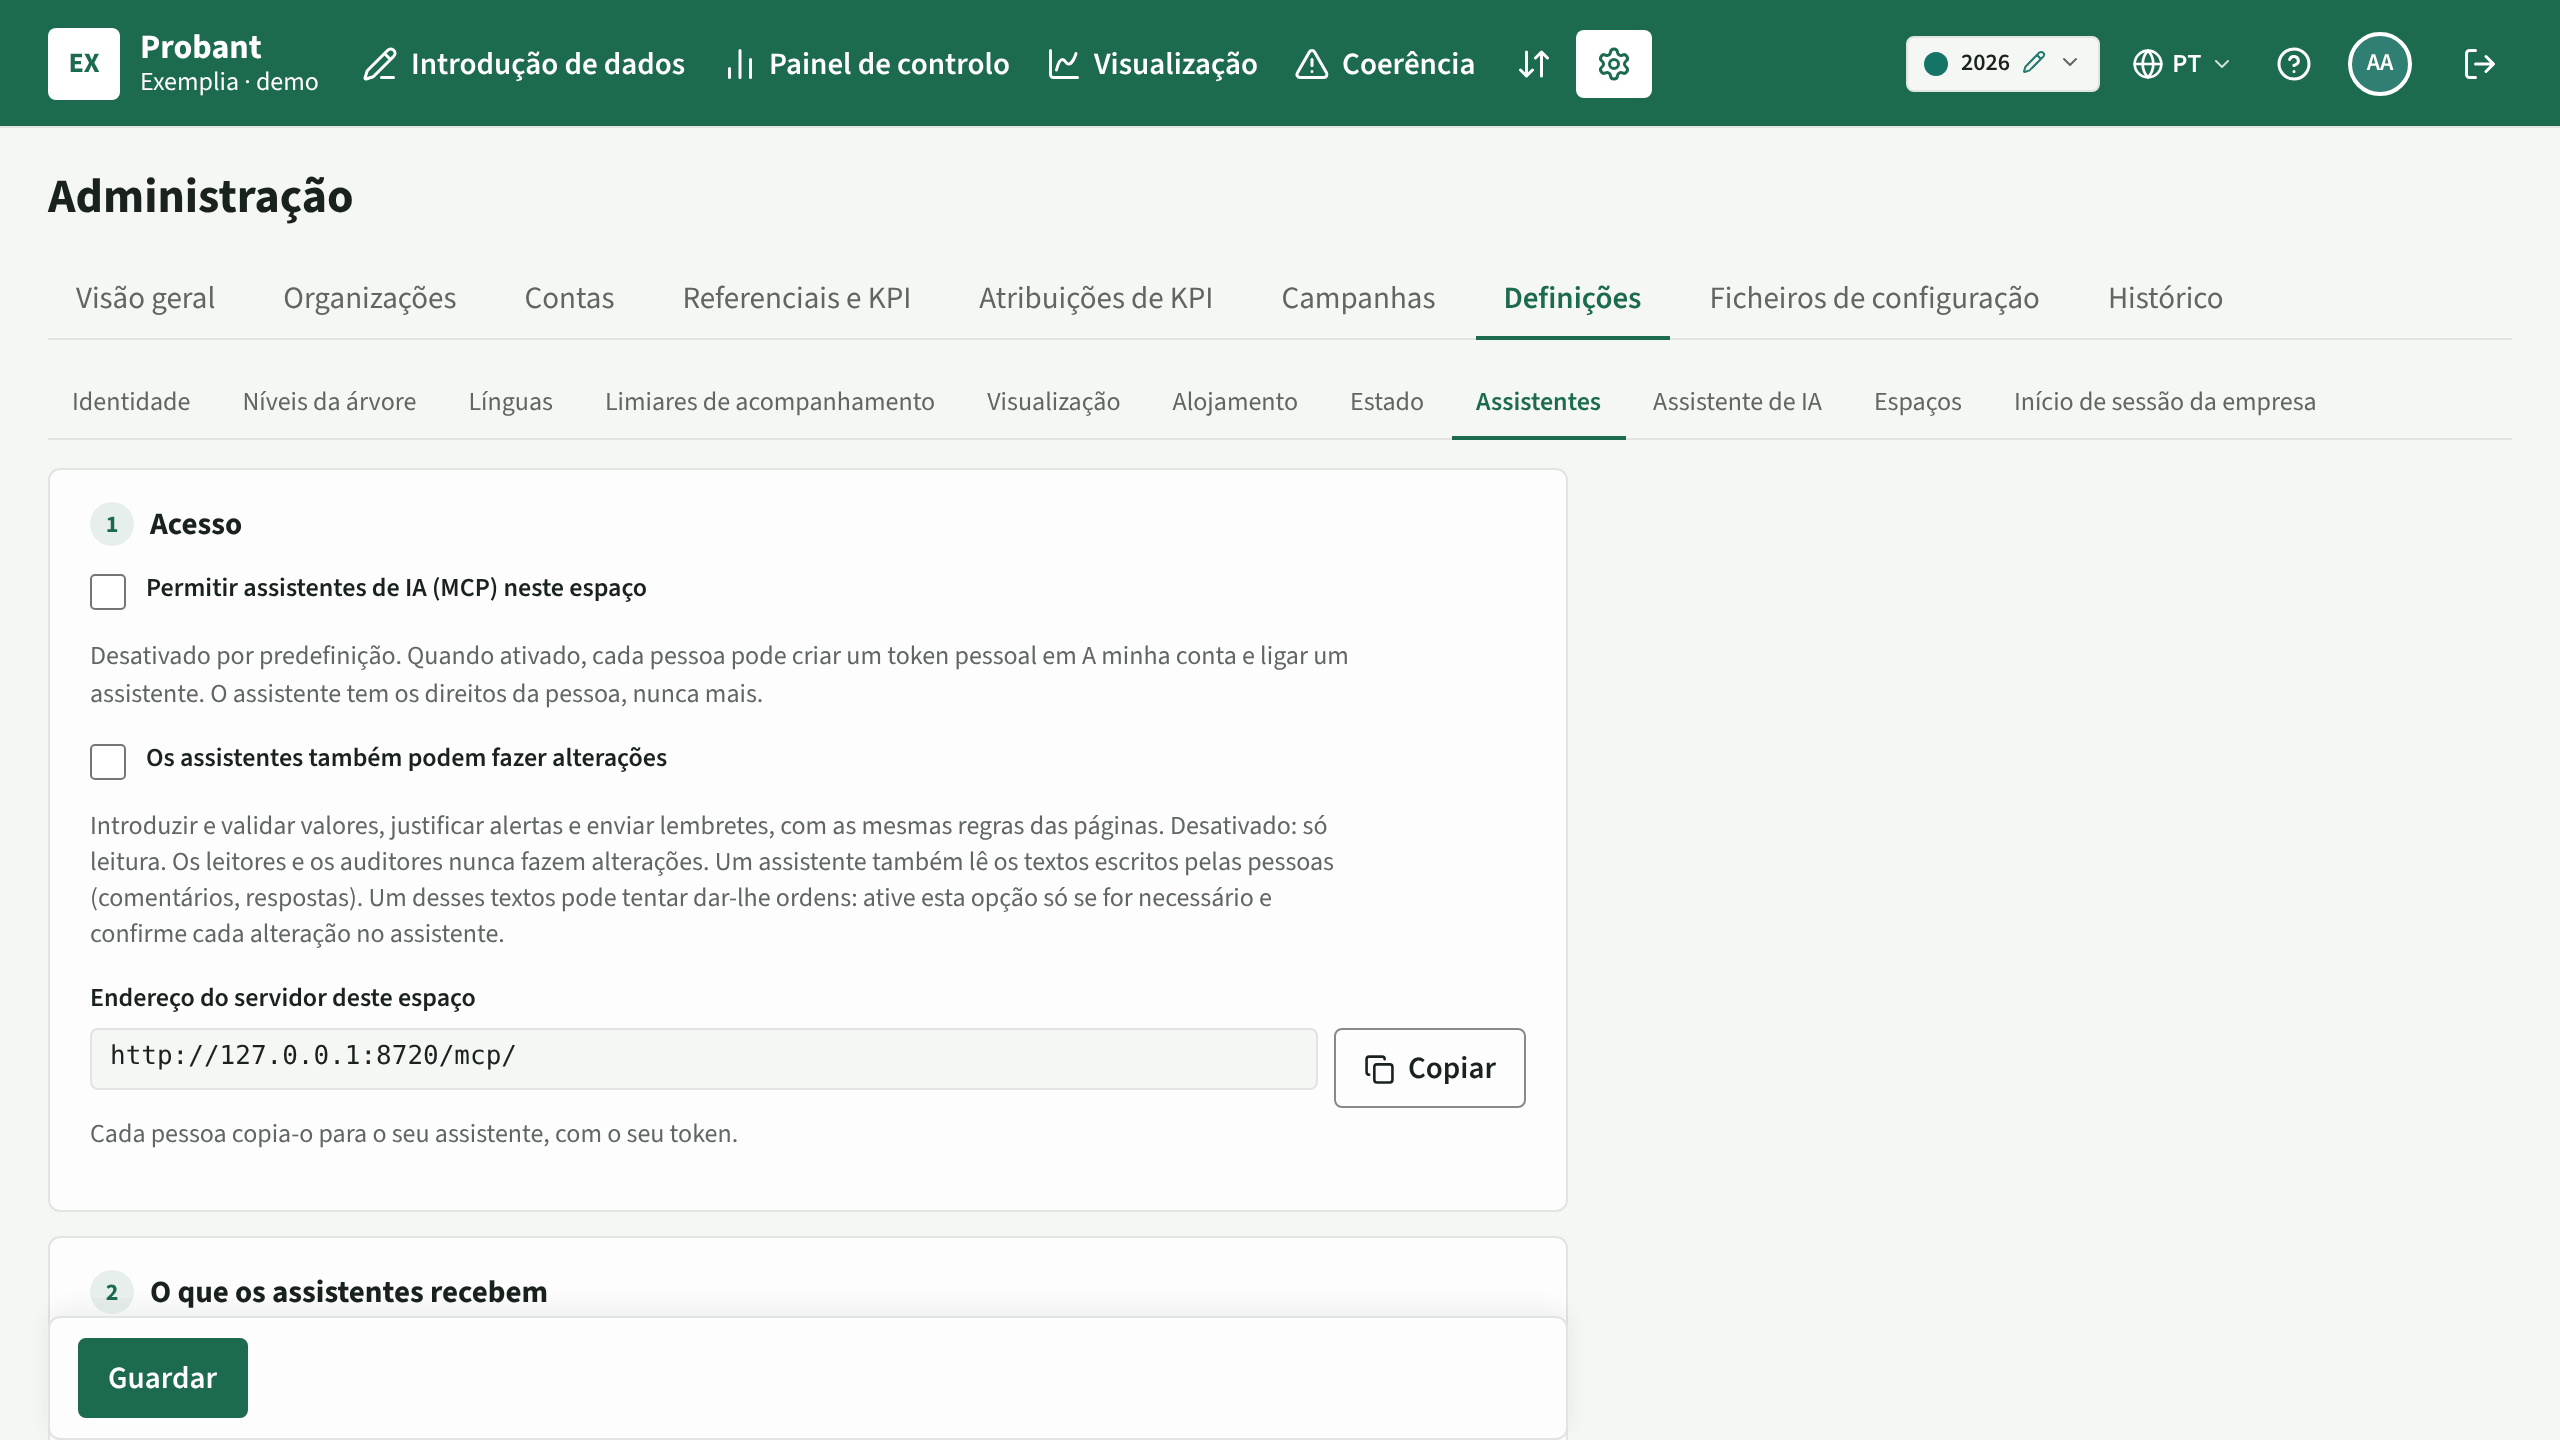 EX
Probant
Exemplia · demo
Introdução de dados
Painel de controlo
Visualização
Coerência
2026
PT
AA
Administração
Visão geral
Organizações
Contas
Referenciais e KPI
Atribuições de KPI
Campanhas
Definições
Ficheiros de configuração
Histórico
Identidade
Níveis da árvore
Línguas
Limiares de acompanhamento
Visualização
Alojamento
Estado
Assistentes
Assistente de IA
Espaços
Início de sessão da empresa
1 Acesso
Permitir assistentes de IA (MCP) neste espaço
Desativado por predefinição. Quando ativado, cada pessoa pode criar um token pessoal em A minha conta e ligar um
assistente. O assistente tem os direitos da pessoa, nunca mais.
Os assistentes também podem fazer alterações
Introduzir e validar valores, justificar alertas e enviar lembretes, com as mesmas regras das páginas. Desativado: só
leitura. Os leitores e os auditores nunca fazem alterações. Um assistente também lê os textos escritos pelas pessoas
(comentários, respostas). Um desses textos pode tentar dar-lhe ordens: ative esta opção só se for necessário e
confirme cada alteração no assistente.
Endereço do servidor deste espaço
http://127.0.0.1:8720/mcp/
Copiar
Cada pessoa copia-o para o seu assistente, com o seu token.
2 O que os assistentes recebem
Guardar